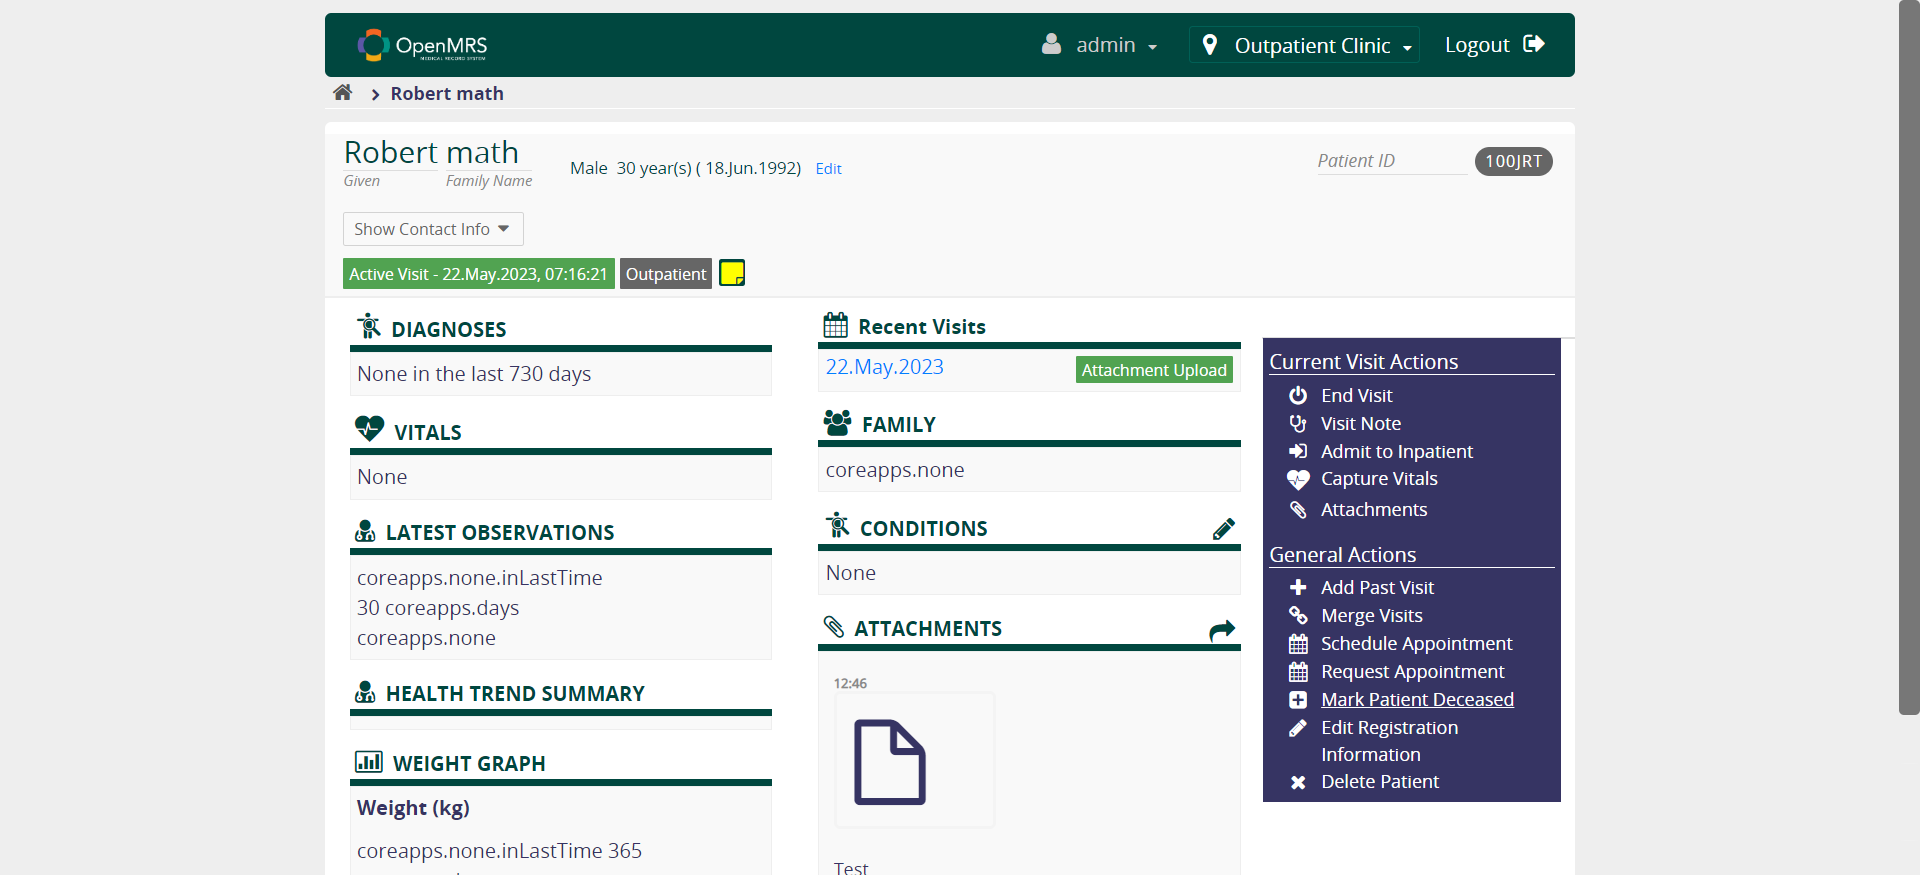 OpenMRS
MEDICAL RECORD SYSTEM
admin
Outpatient Clinic
Logout
Robert math
Robert math
Given Family Name
Male 30 year(s) ( 18.Jun.1992) Edit
Patient ID 100JRT
Show Contact Info
Active Visit - 22.May.2023, 07:16:21 Outpatient
DIAGNOSES
None in the last 730 days
VITALS
None
LATEST OBSERVATIONS
coreapps.none.inLastTime
30 coreapps.days
coreapps.none
HEALTH TREND SUMMARY
WEIGHT GRAPH
Weight (kg)
coreapps.none.inLastTime 365
Recent Visits
22.May.2023 Attachment Upload
FAMILY
coreapps.none
CONDITIONS
None
ATTACHMENTS
12:46
Test
Current Visit Actions
End Visit
Visit Note
Admit to Inpatient
Capture Vitals
Attachments
General Actions
Add Past Visit
Merge Visits
Schedule Appointment
Request Appointment
Mark Patient Deceased
Edit Registration
Information
Delete Patient